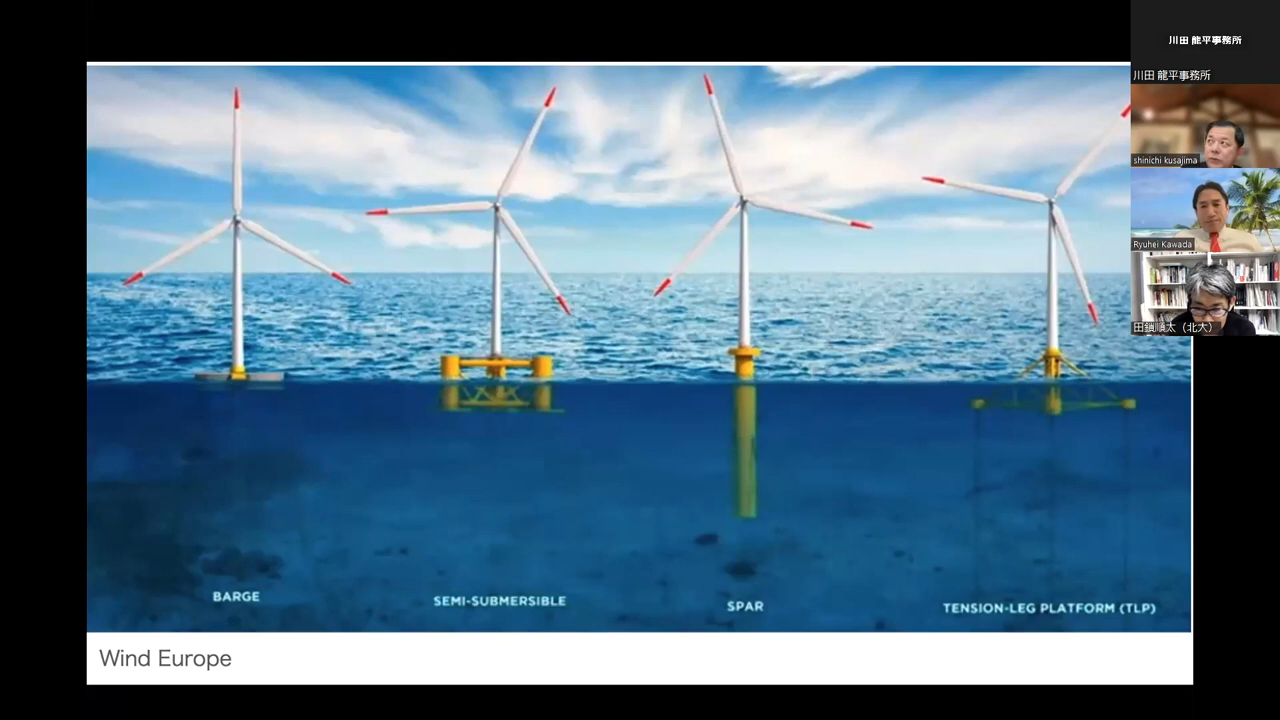 川田 龍平事務所
川田 龍平事務所
shinichi kusajima
Ryuhei Kawada
田鎖順太（北大）
BARGE
SEMI-SUBMERSIBLE
SPAR
TENSION-LEG PLATFORM (TLP)
Wind Europe